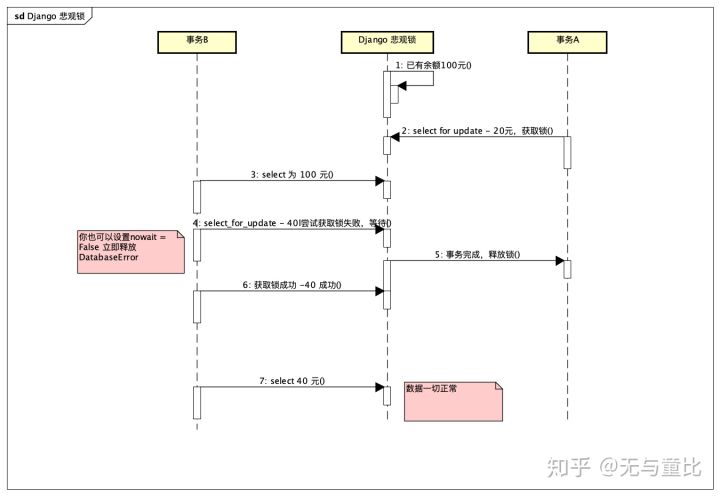 sd Django 悲观锁
事务B
Django 悲观锁
事务A
1: 已有余额100元()
2: select for update - 20元，获取锁()
3: select 为 100 元()
4: select_for_update - 40l尝试获取锁失败，等待()
你也可以设置nowait =
False 立即释放
DatabaseError
5: 事务完成，释放锁()
6: 获取锁成功 -40 成功()
7: select 40 元()
数据一切正常
知乎 @无与童比